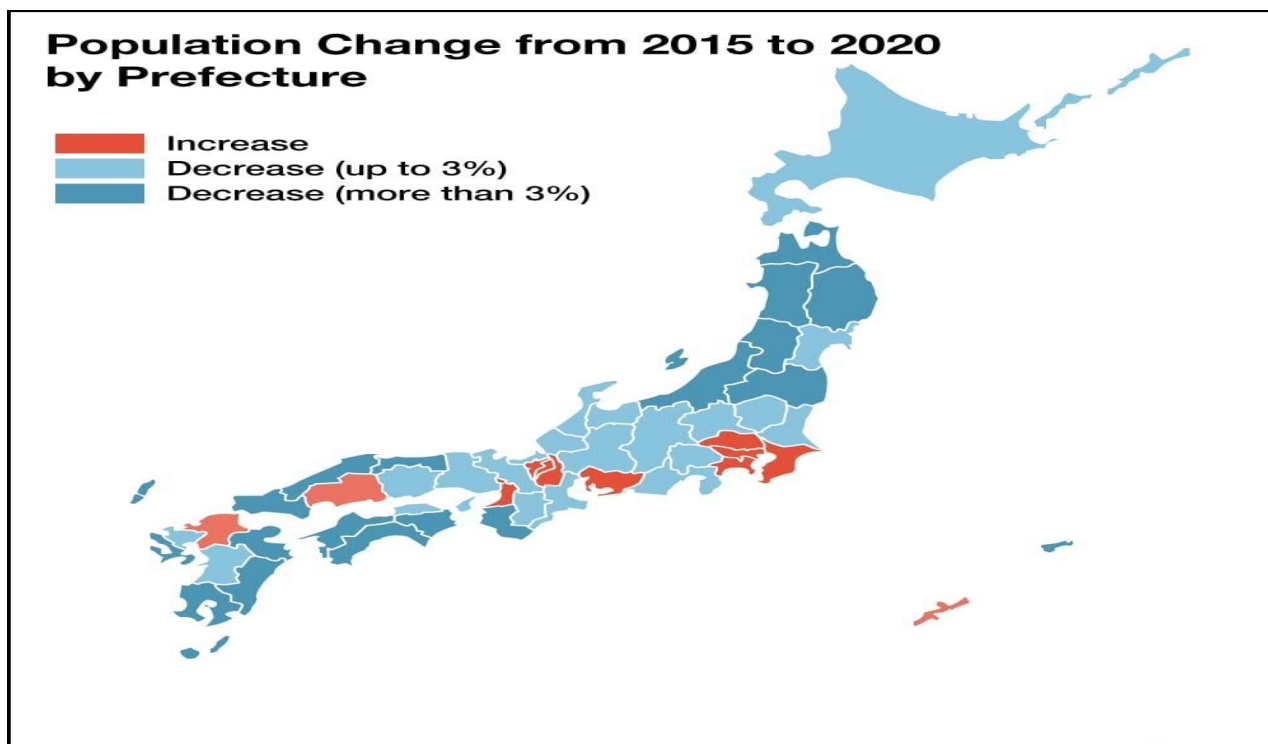 Population Change from 2015 to 2020
by Prefecture
Increase
Decrease (up to 3%)
Decrease (more than 3%)